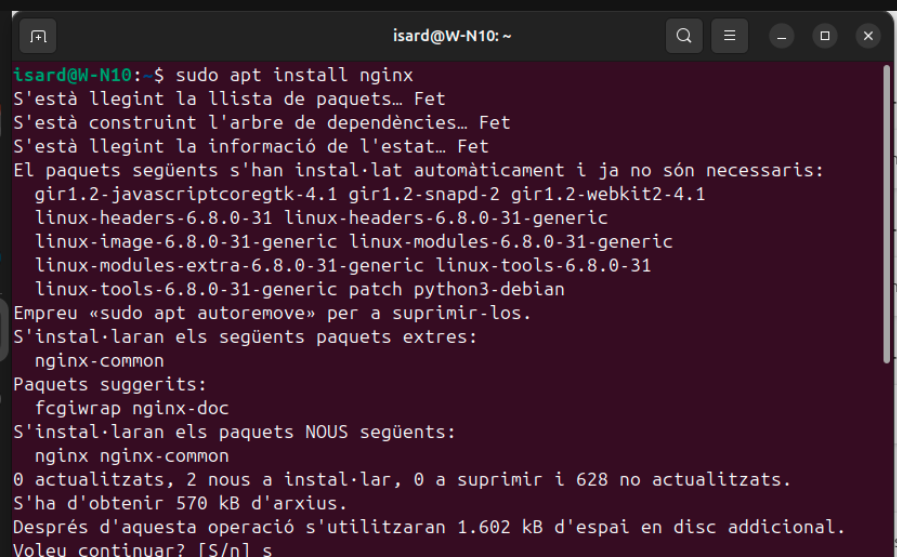 isard@W-N10: ~
isard@W-N10:~$ sudo apt install nginx
S'està llegint la llista de paquets… Fet
S'està construint l'arbre de dependències… Fet
S'està llegint la informació de l'estat… Fet
El paquets següents s'han instal·lat automàticament i ja no són necessaris:
  gir1.2-javascriptcoregtk-4.1 gir1.2-snapd-2 gir1.2-webkit2-4.1
  linux-headers-6.8.0-31 linux-headers-6.8.0-31-generic
  linux-image-6.8.0-31-generic linux-modules-6.8.0-31-generic
  linux-modules-extra-6.8.0-31-generic linux-tools-6.8.0-31
  linux-tools-6.8.0-31-generic patch python3-debian
Empreu «sudo apt autoremove» per a suprimir-los.
S'instal·laran els següents paquets extres:
  nginx-common
Paquets suggerits:
  fcgiwrap nginx-doc
S'instal·laran els paquets NOUS següents:
  nginx nginx-common
0 actualitzats, 2 nous a instal·lar, 0 a suprimir i 628 no actualitzats.
S'ha d'obtenir 570 kB d'arxius.
Després d'aquesta operació s'utilitzaran 1.602 kB d'espai en disc addicional.
Voleu continuar? [S/n] s